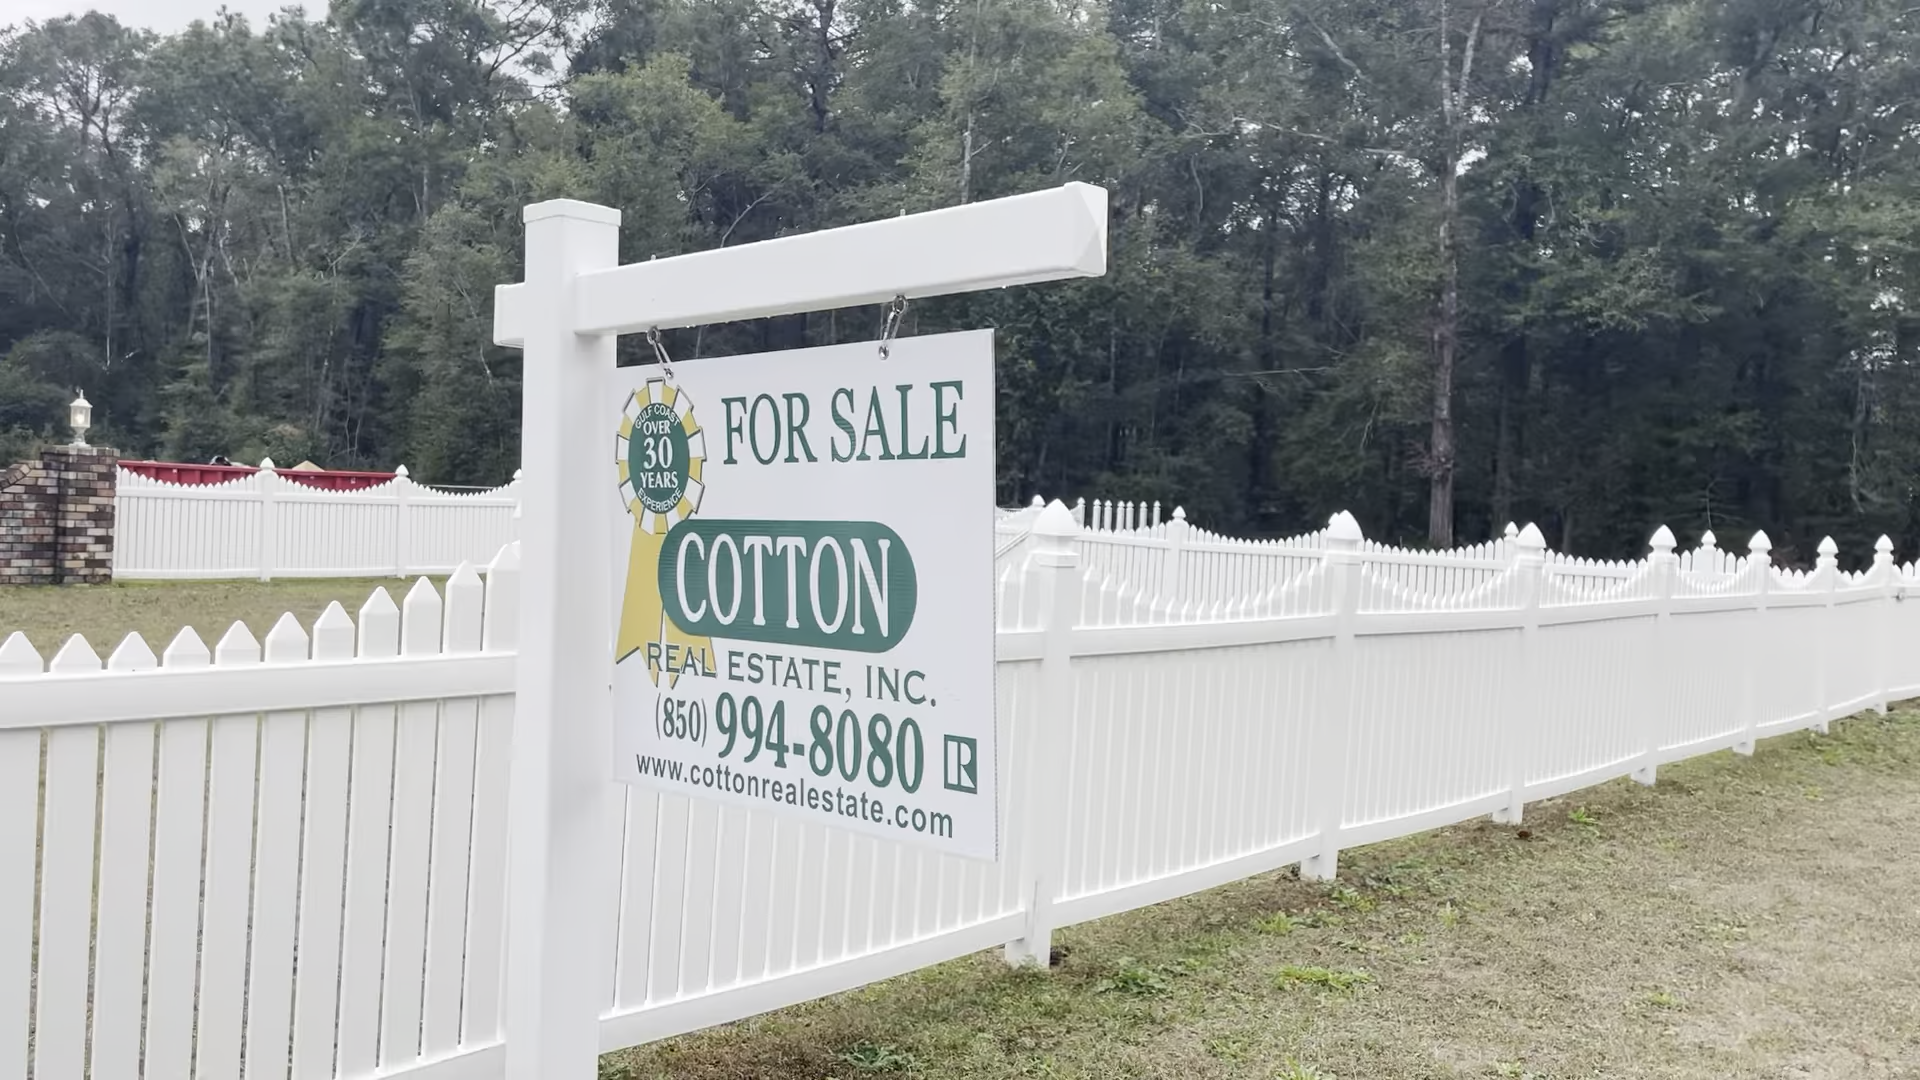 FOR SALE
GULF COAST
OVER
30
YEARS
EXPERIENCE
COTTON
REAL ESTATE, INC.
(850) 994-8080 R
www.cottonrealestate.com